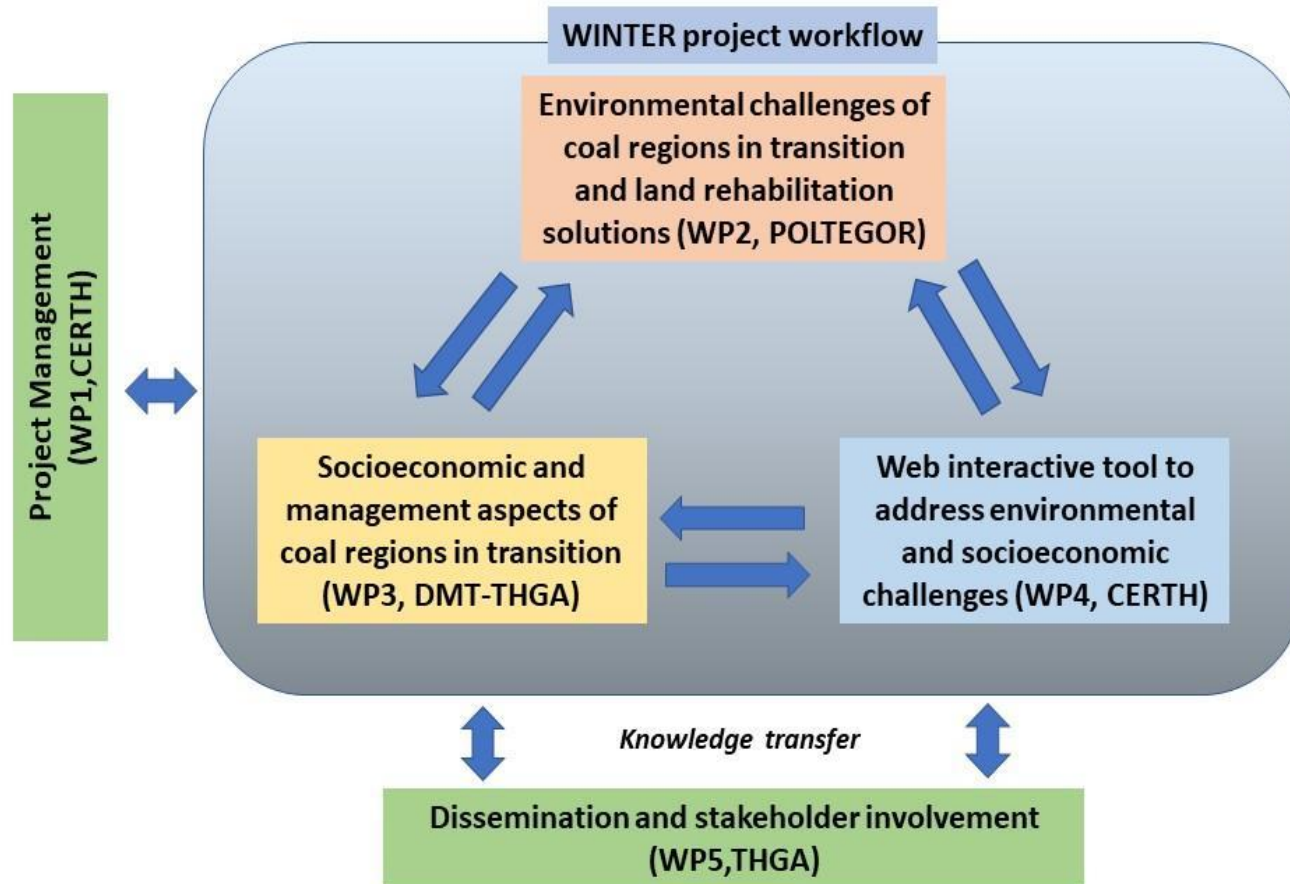 WINTER project workflow
Environmental challenges of
coal regions in transition
and land rehabilitation
solutions (WP2, POLTEGOR)
Project Management
(WP1,CERTH)
Socioeconomic and
management aspects of
coal regions in transition
(WP3, DMT-THGA)
Web interactive tool to
address environmental
and socioeconomic
challenges (WP4, CERTH)
Knowledge transfer
Dissemination and stakeholder involvement
(WP5,THGA)